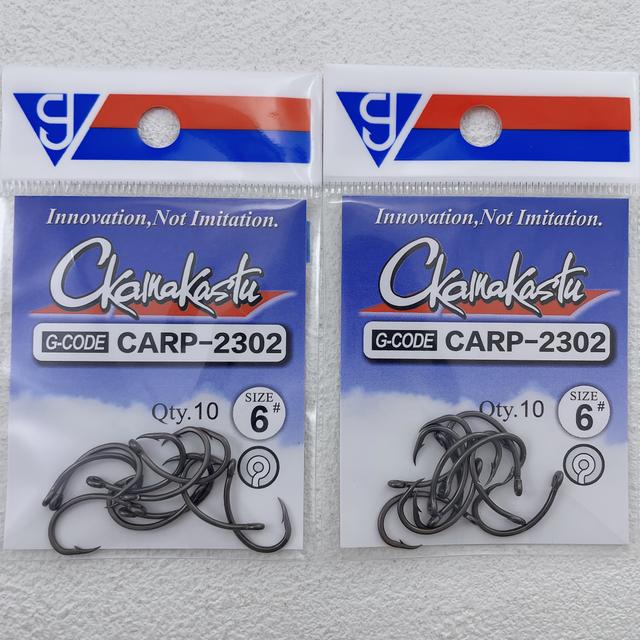 Innovation,Not Imitation.
Ckamakastu
G-CODE CARP-2302
Qty.10
SIZE
6#
Innovation,Not Imitation.
Ckamakastu
G-CODE CARP-2302
Qty.10
SIZE
6#